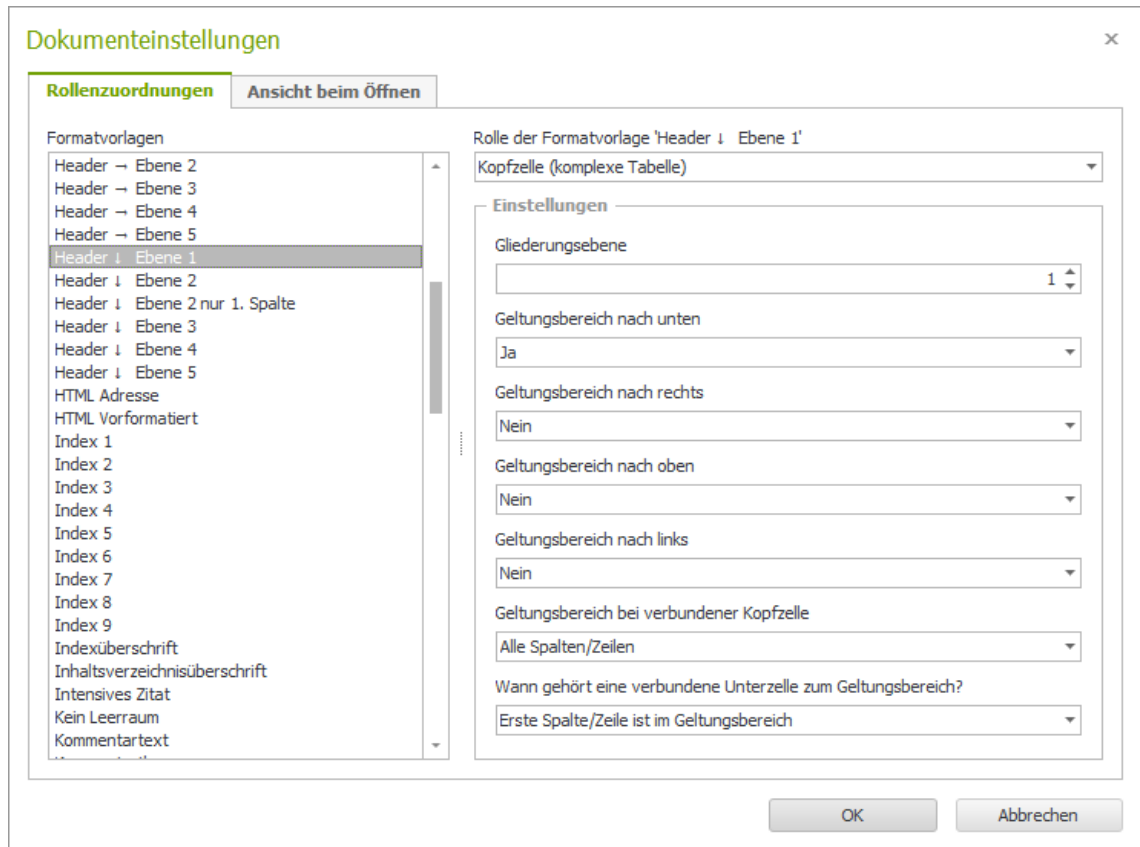 Dokumenteinstellungen
Rollenzuordnungen
Ansicht beim Öffnen
Formatvorlagen
Header → Ebene 2
Header → Ebene 3
Header → Ebene 4
Header → Ebene 5
Header ↓ Ebene 1
Header ↓ Ebene 2
Header ↓ Ebene 2 nur 1. Spalte
Header ↓ Ebene 3
Header ↓ Ebene 4
Header ↓ Ebene 5
HTML Adresse
HTML Vorformatiert
Index 1
Index 2
Index 3
Index 4
Index 5
Index 6
Index 7
Index 8
Index 9
Indexüberschrift
Inhaltsverzeichnisüberschrift
Intensives Zitat
Kein Leerraum
Kommentartext
Rolle der Formatvorlage 'Header ↓ Ebene 1'
Kopfzelle (komplexe Tabelle)
Einstellungen
Gliederungsebene
1
Geltungsbereich nach unten
Ja
Geltungsbereich nach rechts
Nein
Geltungsbereich nach oben
Nein
Geltungsbereich nach links
Nein
Geltungsbereich bei verbundener Kopfzelle
Alle Spalten/Zeilen
Wann gehört eine verbundene Unterzelle zum Geltungsbereich?
Erste Spalte/Zeile ist im Geltungsbereich
OK
Abbrechen